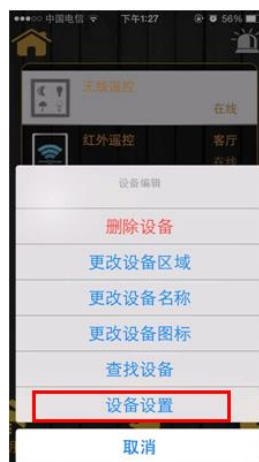 中国电信 下午1:27 56%
无线遥控
在线
红外遥控 客厅
在线
设备编辑
删除设备
更改设备区域
更改设备名称
更改设备图标
查找设备
设备设置
取消